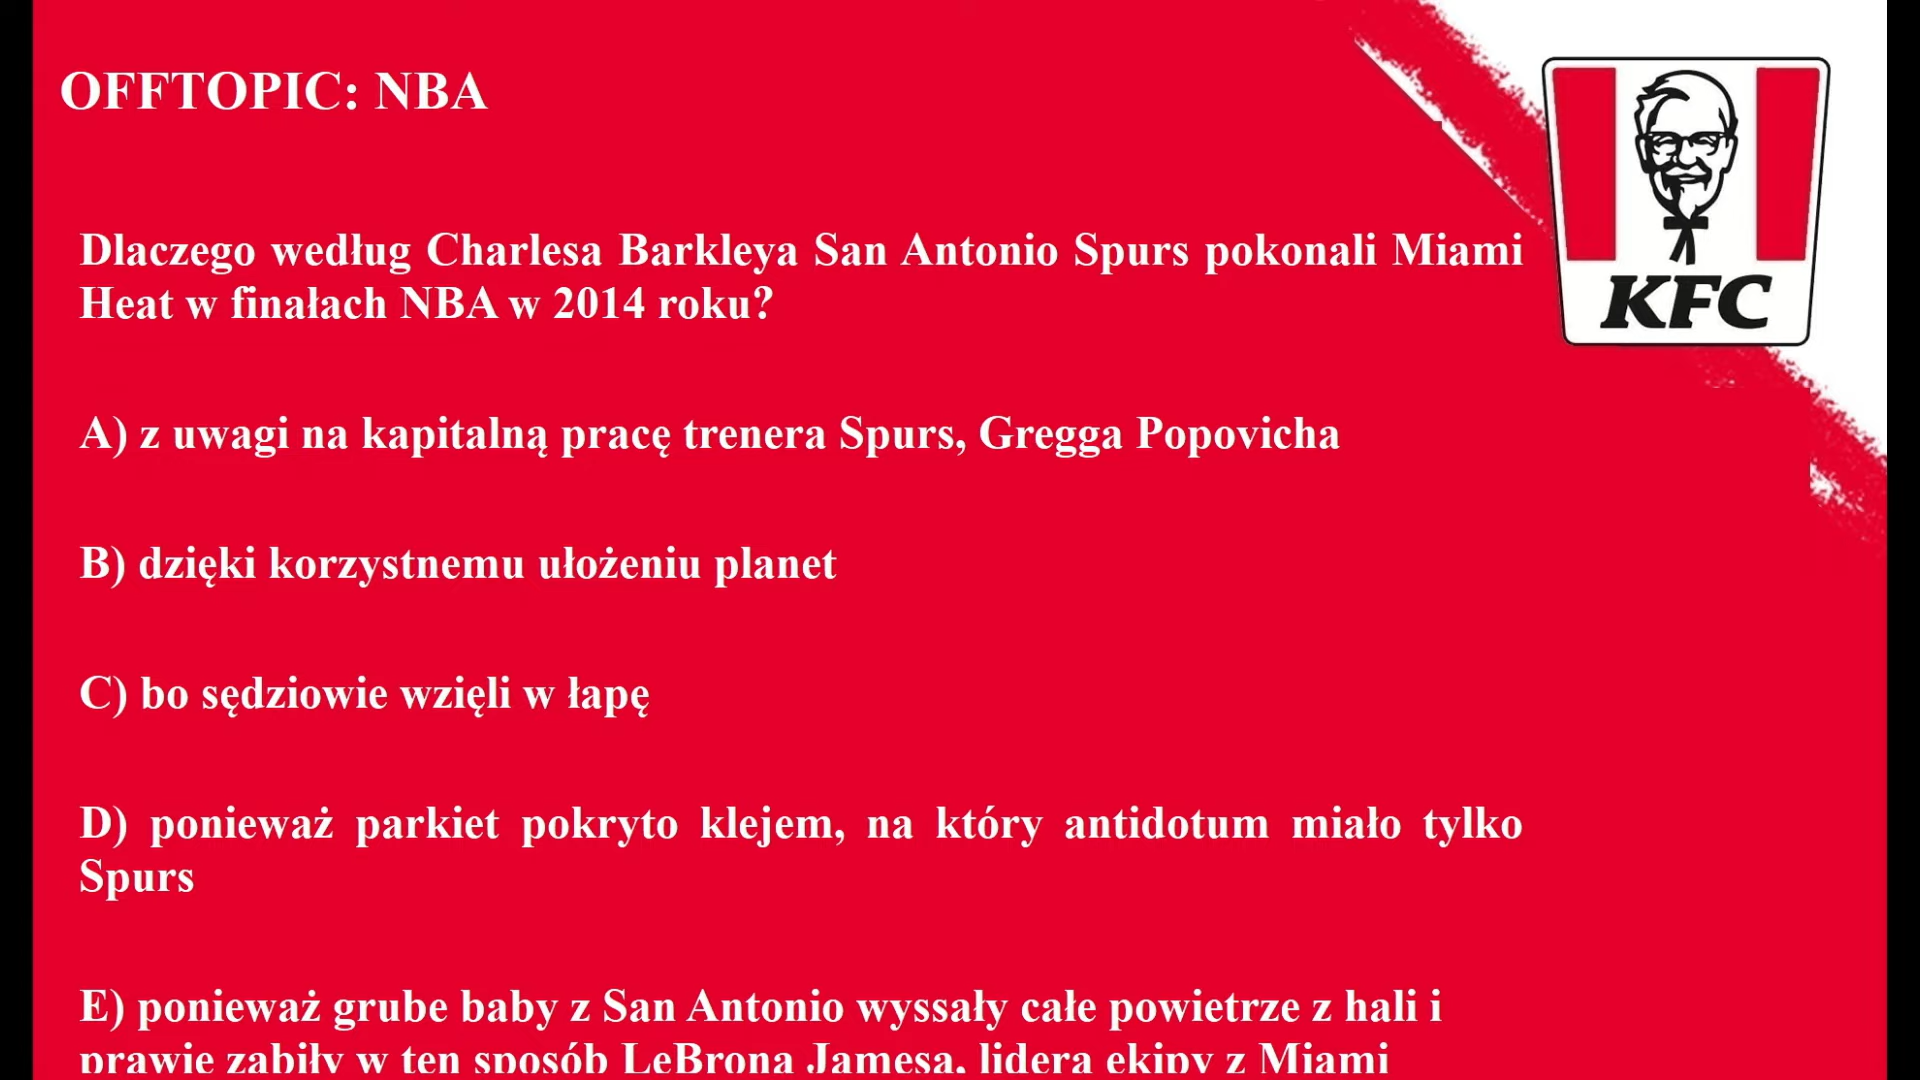 OFFTOPIC: NBA
KFC
Dlaczego według Charlesa Barkleya San Antonio Spurs pokonali Miami
Heat w finałach NBA w 2014 roku?
A) z uwagi na kapitalną pracę trenera Spurs, Gregga Popovicha
B) dzięki korzystnemu ułożeniu planet
C) bo sędziowie wzięli w łapę
D) ponieważ parkiet pokryto klejem, na który antidotum miało tylko
Spurs
E) ponieważ grube baby z San Antonio wyssały całe powietrze z hali i
prawie zabiły w ten sposób LeBrona Jamesa, lidera ekipy z Miami